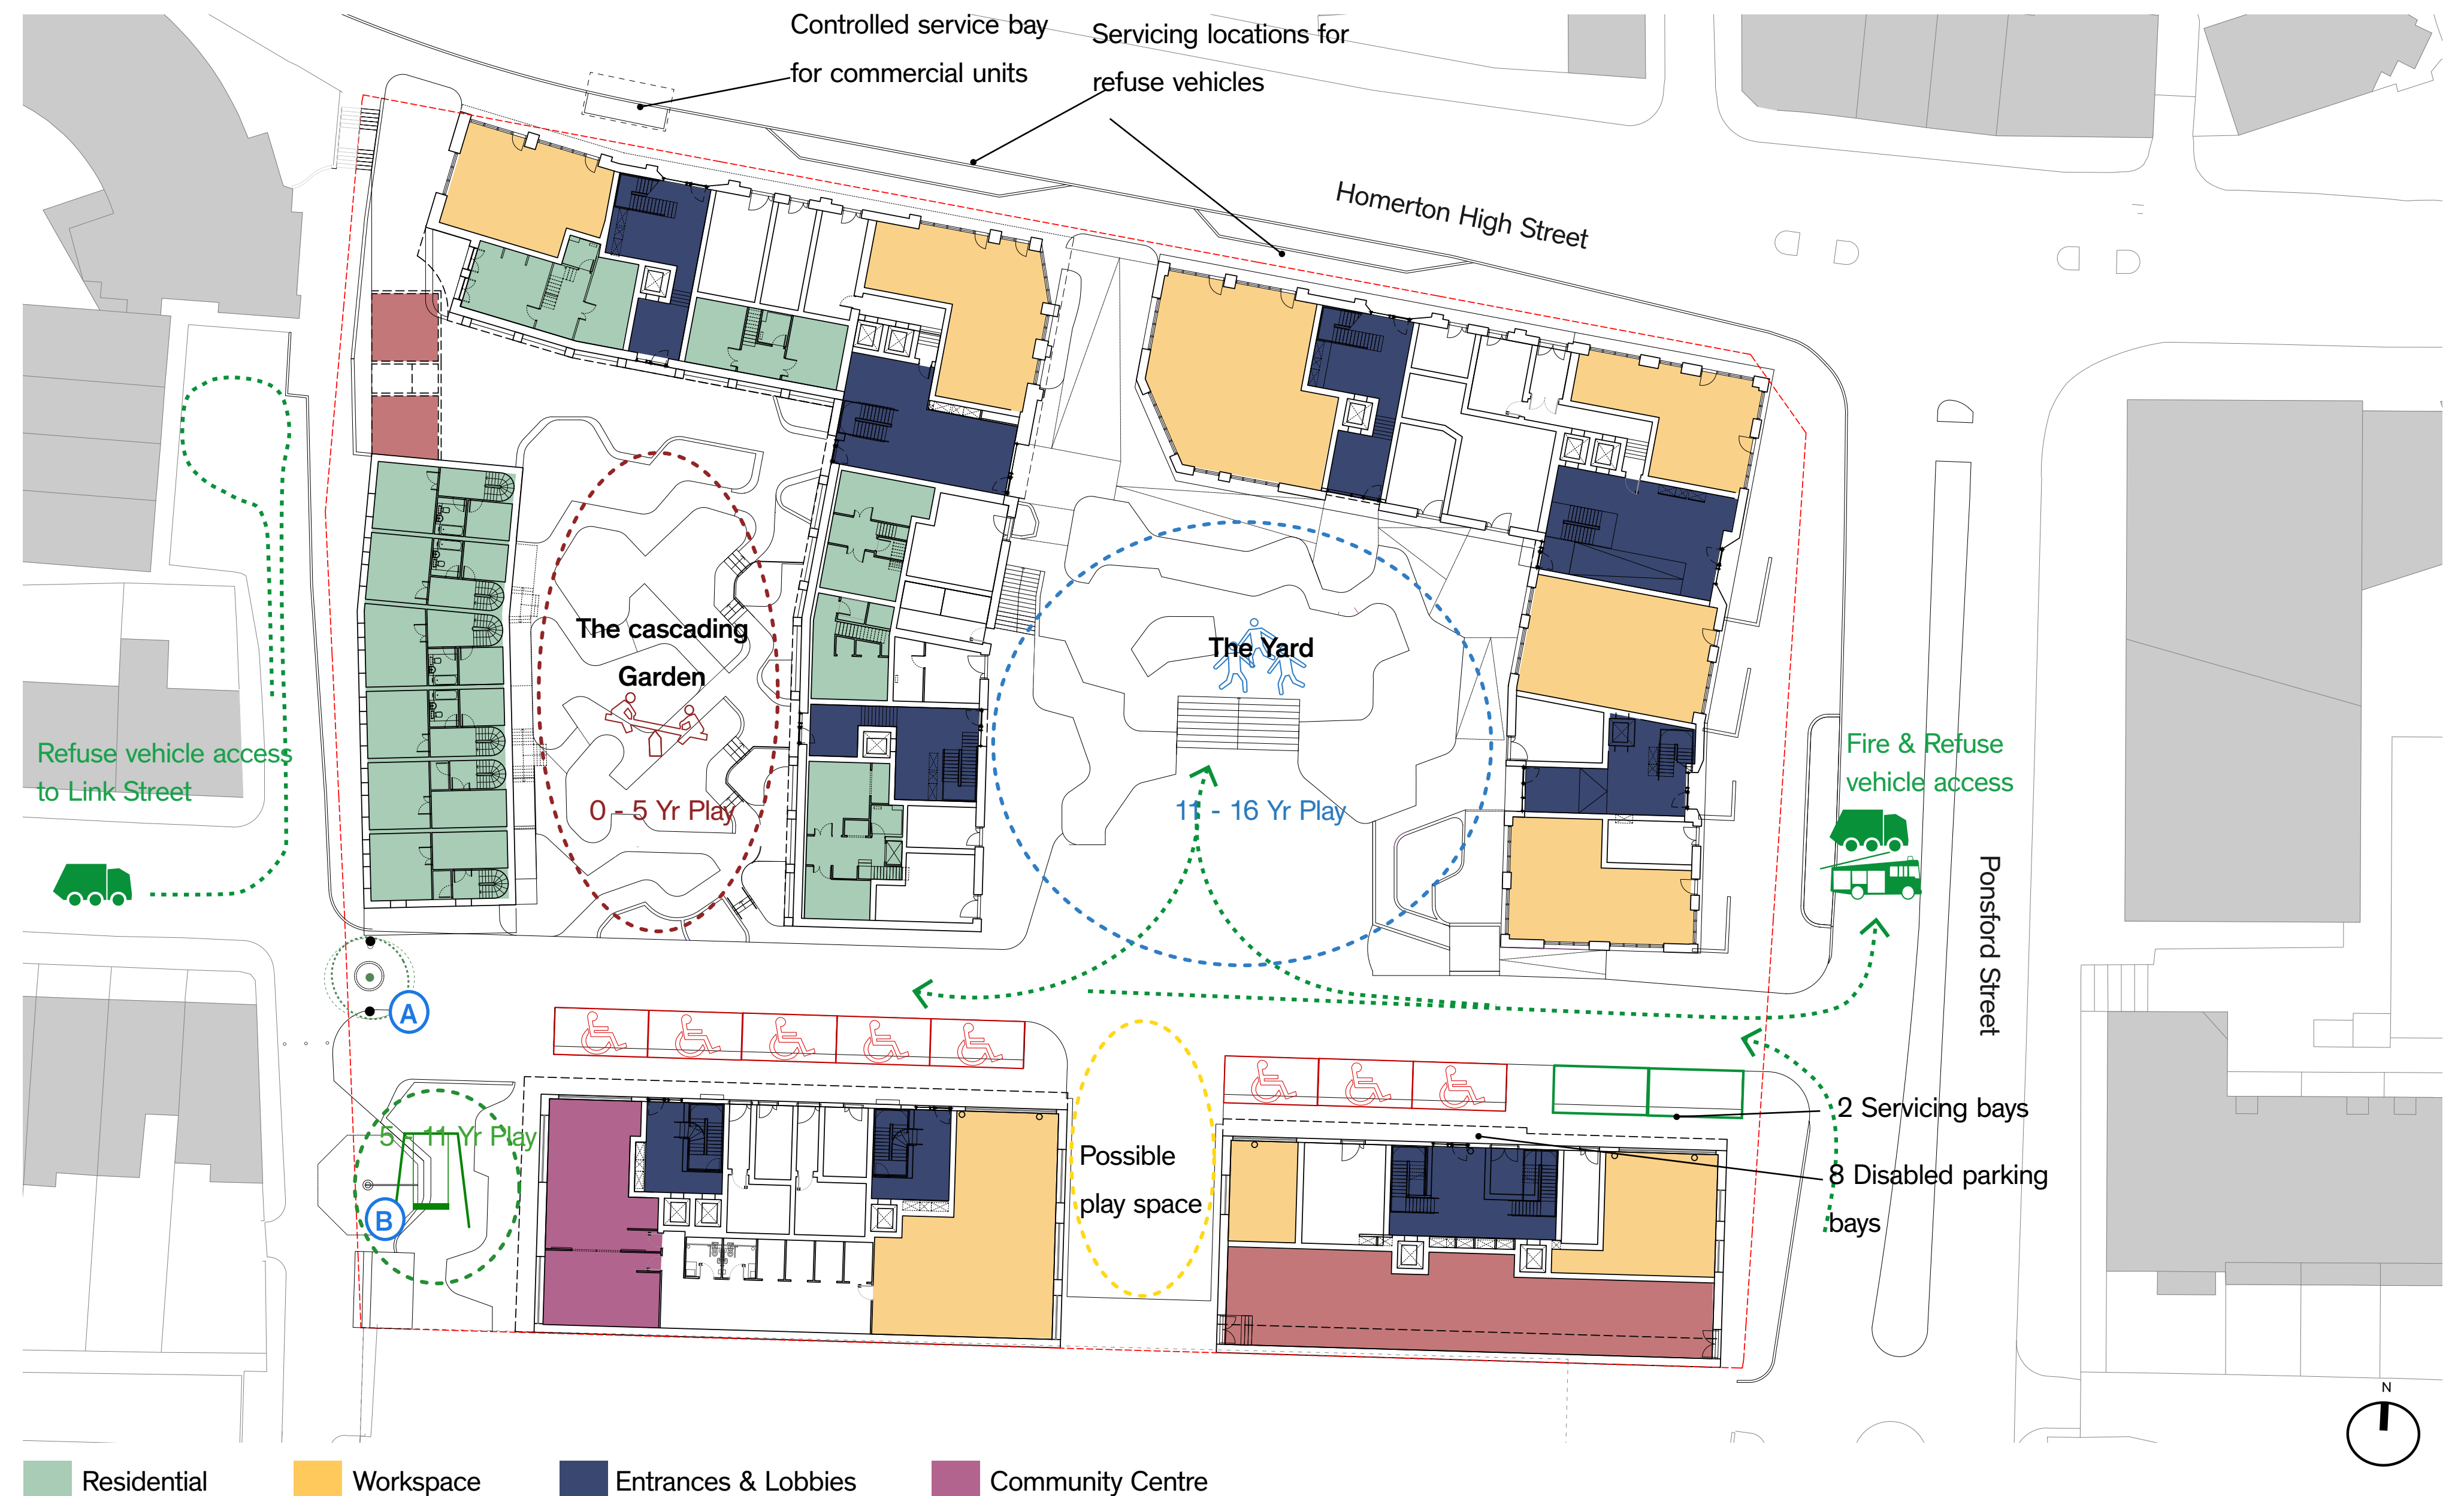 Controlled service bay
for commercial units
Servicing locations for
refuse vehicles
Homerton High Street
The cascading
Garden
0 - 5 Yr Play
The Yard
11 - 16 Yr Play
Refuse vehicle access
to Link Street
Fire & Refuse
vehicle access
Ponsford Street
A
5 - 11 Yr Play
B
Possible
play space
2 Servicing bays
8 Disabled parking
bays
N
Residential
Workspace
Entrances & Lobbies
Community Centre